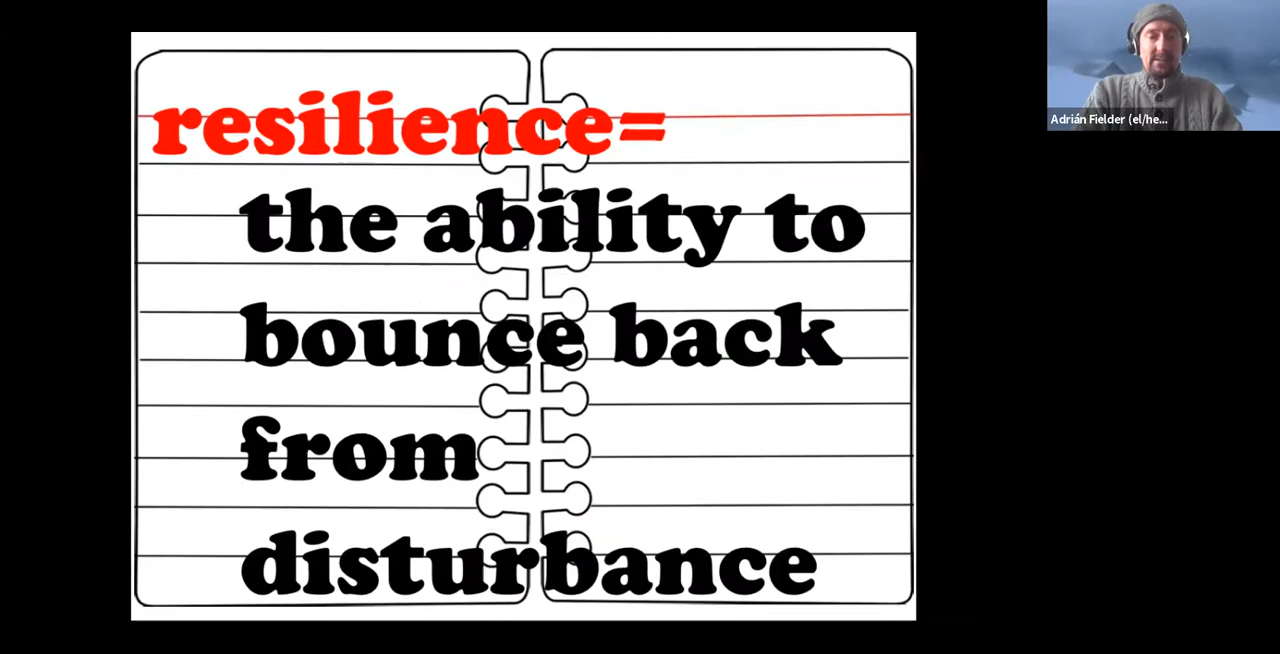 resilience=
the ability to
bounce back
from
disturbance
Adrián Fielder (el/he...